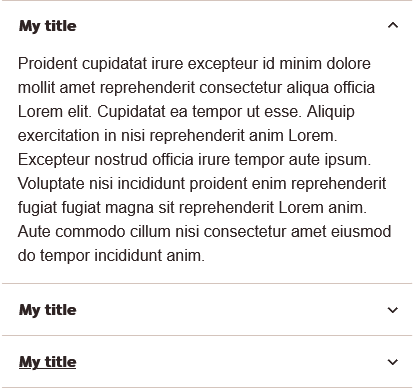 My title
Proident cupidatat irure excepteur id minim dolore
mollit amet reprehenderit consectetur aliqua officia
Lorem elit. Cupidatat ea tempor ut esse. Aliquip
exercitation in nisi reprehenderit anim Lorem.
Excepteur nostrud officia irure tempor aute ipsum.
Voluptate nisi incididunt proident enim reprehenderit
fugiat fugiat magna sit reprehenderit Lorem anim.
Aute commodo cillum nisi consectetur amet eiusmod
do tempor incididunt anim.
My title
My title